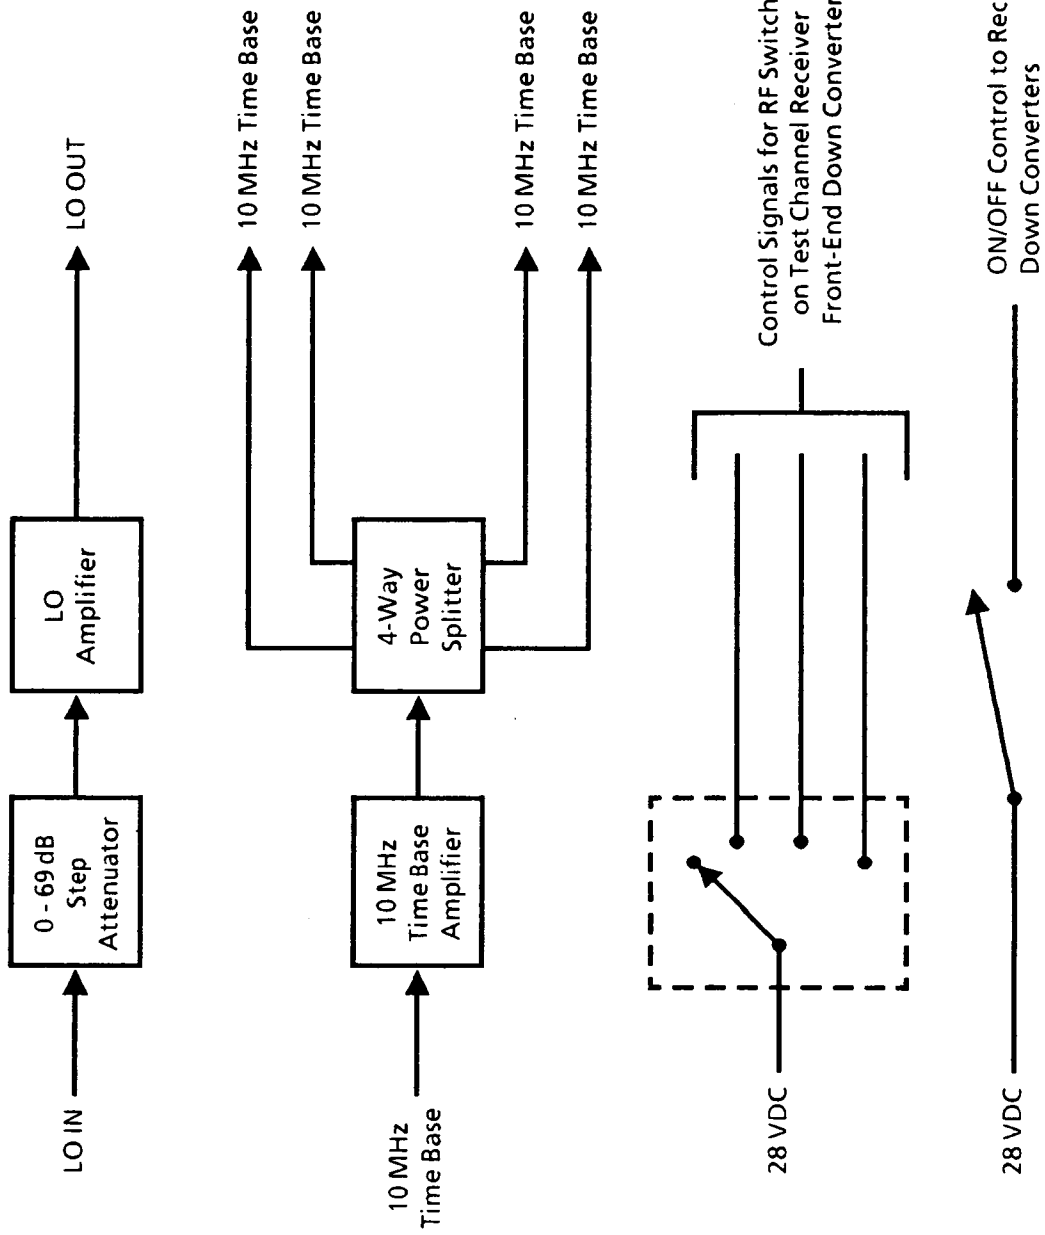 LO IN
0 - 69 dB
Step
Attenuator
LO
Amplifier
LO OUT
10 MHz
Time Base
10 MHz
Time Base
Amplifier
4-Way
Power
Splitter
10 MHz Time Base
10 MHz Time Base
10 MHz Time Base
10 MHz Time Base
28 VDC
Control Signals for RF Switch
on Test Channel Receiver
Front-End Down Converter
28 VDC
ON/OFF Control to Rec
Down Converters